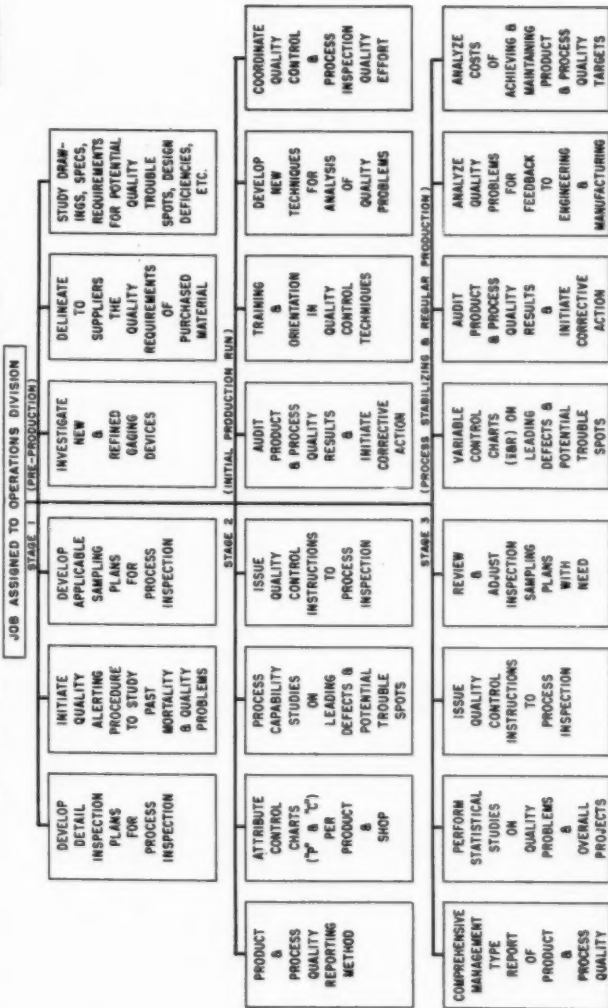 JOB ASSIGNED TO OPERATIONS DIVISION
STAGE 1 (PRE-PRODUCTION)
DEVELOP
DETAIL
INSPECTION
PLANS
FOR
PROCESS
INSPECTION
INITIATE
QUALITY
ALERTING
PROCEDURE
TO STUDY
PAST
MORTALITY
& QUALITY
PROBLEMS
DEVELOP
APPLICABLE
SAMPLING
PLANS
FOR
PROCESS
INSPECTION
INVESTIGATE
NEW
&
REFINED
GAGING
DEVICES
DELINEATE
TO
SUPPLIERS
THE
QUALITY
REQUIREMENTS
OF
PURCHASED
MATERIAL
STUDY DRAW-
INGS, SPECS,
REQUIREMENTS
FOR POTENTIAL
QUALITY
TROUBLE
SPOTS, DESIGN
DEFICIENCIES,
ETC.
STAGE 2 (INITIAL PRODUCTION RUN)
PRODUCT
&
PROCESS
QUALITY
REPORTING
METHOD
ATTRIBUTE
CONTROL
CHARTS
("P" & "C")
PER
PRODUCT
&
SHOP
PROCESS
CAPABILITY
STUDIES
ON
LEADING
DEFECTS &
POTENTIAL
TROUBLE
SPOTS
ISSUE
QUALITY
CONTROL
INSTRUCTIONS
TO
PROCESS
INSPECTION
AUDIT
PRODUCT
& PROCESS
QUALITY
RESULTS
&
INITIATE
CORRECTIVE
ACTION
TRAINING
&
ORIENTATION
IN
QUALITY
CONTROL
TECHNIQUES
DEVELOP
NEW
TECHNIQUES
FOR
ANALYSIS
OF
QUALITY
PROBLEMS
COORDINATE
QUALITY
CONTROL
&
PROCESS
INSPECTION
QUALITY
EFFORT
STAGE 3 (PROCESS STABILIZING & REGULAR PRODUCTION)
COMPREHENSIVE
MANAGEMENT
TYPE
REPORT
OF
PRODUCT
&
PROCESS
QUALITY
PERFORM
STATISTICAL
STUDIES
ON
QUALITY
PROBLEMS
&
OVERALL
PROJECTS
ISSUE
QUALITY
CONTROL
INSTRUCTIONS
TO
PROCESS
INSPECTION
REVIEW
&
ADJUST
INSPECTION
SAMPLING
PLANS
WITH
NEED
VARIABLE
CONTROL
CHARTS
(x̄&R) ON
LEADING
DEFECTS &
POTENTIAL
TROUBLE
SPOTS
AUDIT
PRODUCT
& PROCESS
QUALITY
RESULTS
&
INITIATE
CORRECTIVE
ACTION
ANALYZE
QUALITY
PROBLEMS
FOR
FEEDBACK
TO
ENGINEERING
&
MANUFACTURING
ANALYZE
COSTS
OF
ACHIEVING &
MAINTAINING
PRODUCT
& PROCESS
QUALITY
TARGETS